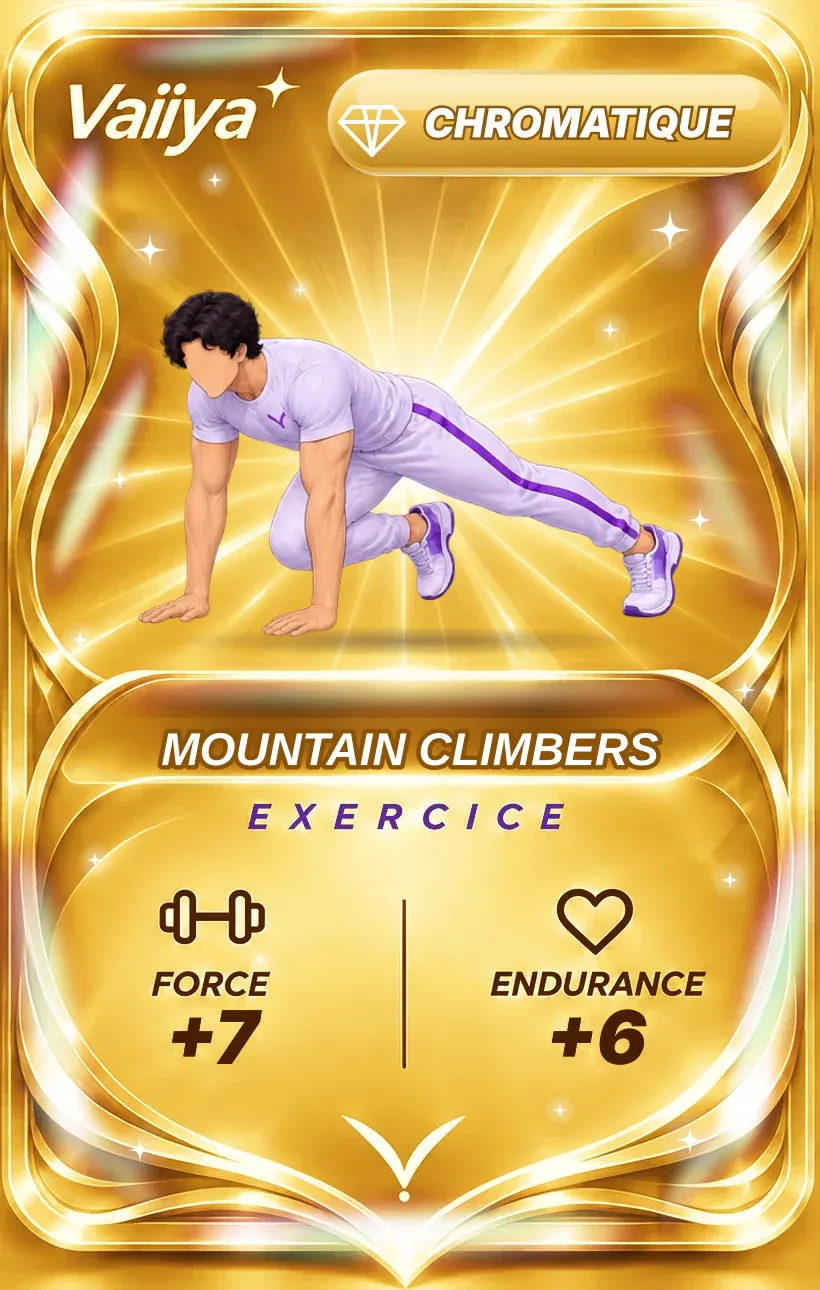 Vaiiya
CHROMATIQUE
MOUNTAIN CLIMBERS
EXERCICE
FORCE
+7
ENDURANCE
+6